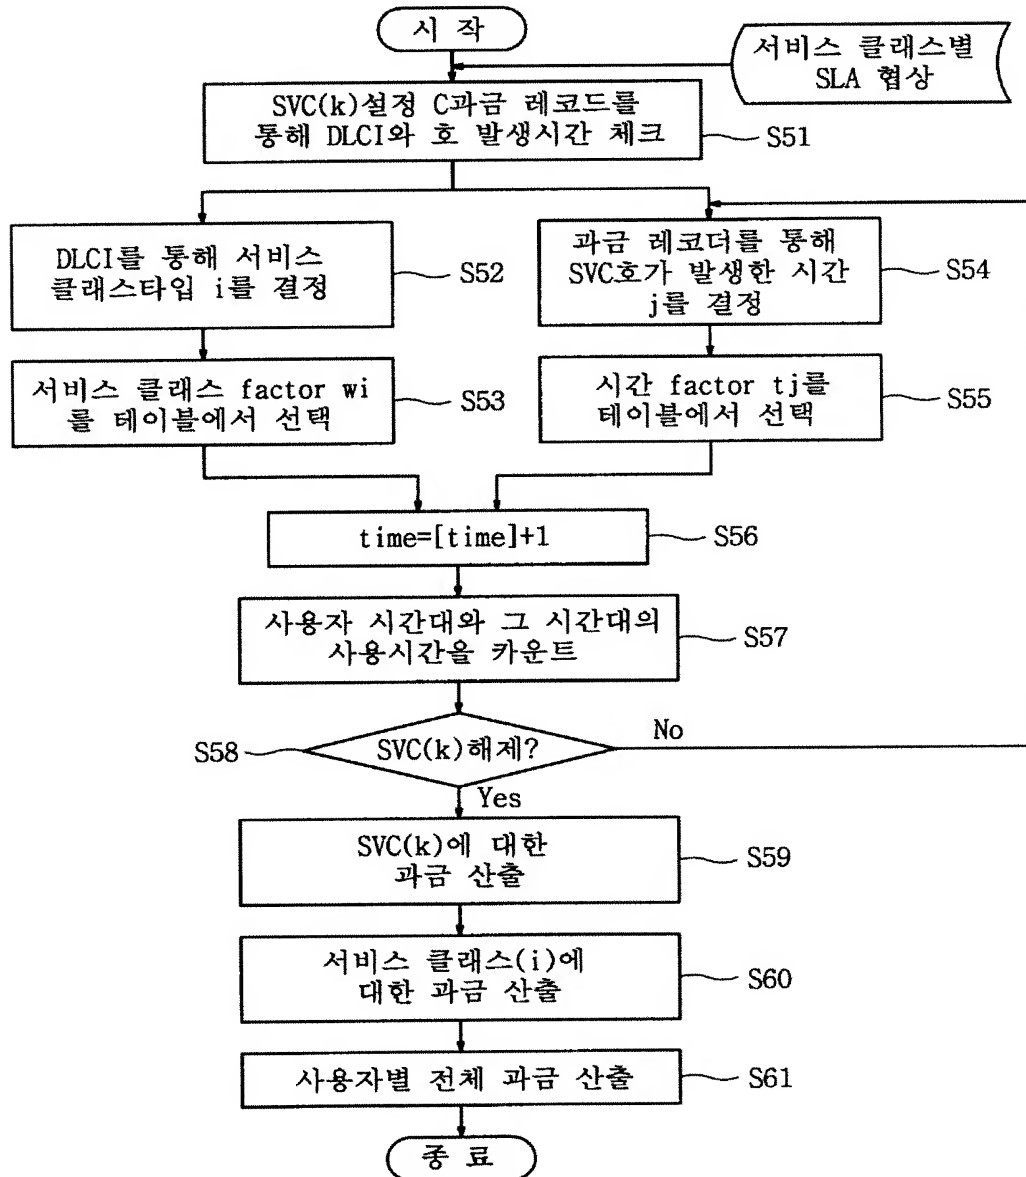 시 작
서비스 클래스별
SLA 협상
SVC(k)설정 C과금 레코드를
통해 DLCI와 호 발생시간 체크
S51
DLCI를 통해 서비스
클래스타입 i를 결정
S52
과금 레코더를 통해
SVC호가 발생한 시간
j를 결정
S54
서비스 클래스 factor wi
를 테이블에서 선택
S53
시간 factor tj를
테이블에서 선택
S55
time=[time]+1
S56
사용자 시간대와 그 시간대의
사용시간을 카운트
S57
S58
SVC(k)해제?
No
Yes
SVC(k)에 대한
과금 산출
S59
서비스 클래스(i)에
대한 과금 산출
S60
사용자별 전체 과금 산출
S61
종 료